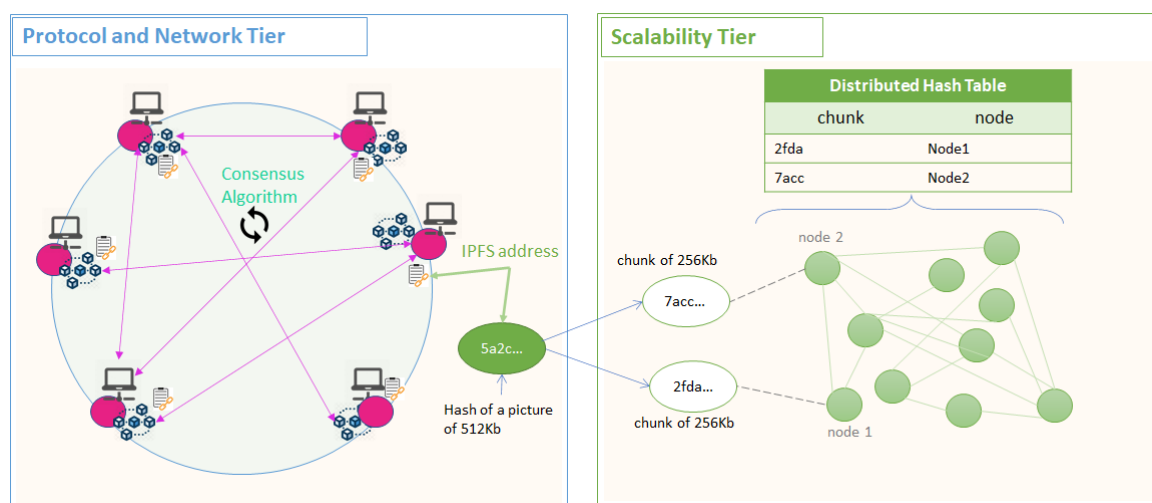 Protocol and Network Tier
Consensus
Algorithm
IPFS address
5a2c...
Hash of a picture
of 512Kb
Scalability Tier
Distributed Hash Table
chunk node
2fda Node1
7acc Node2
node 2
chunk of 256Kb
7acc...
2fda...
chunk of 256Kb
node 1